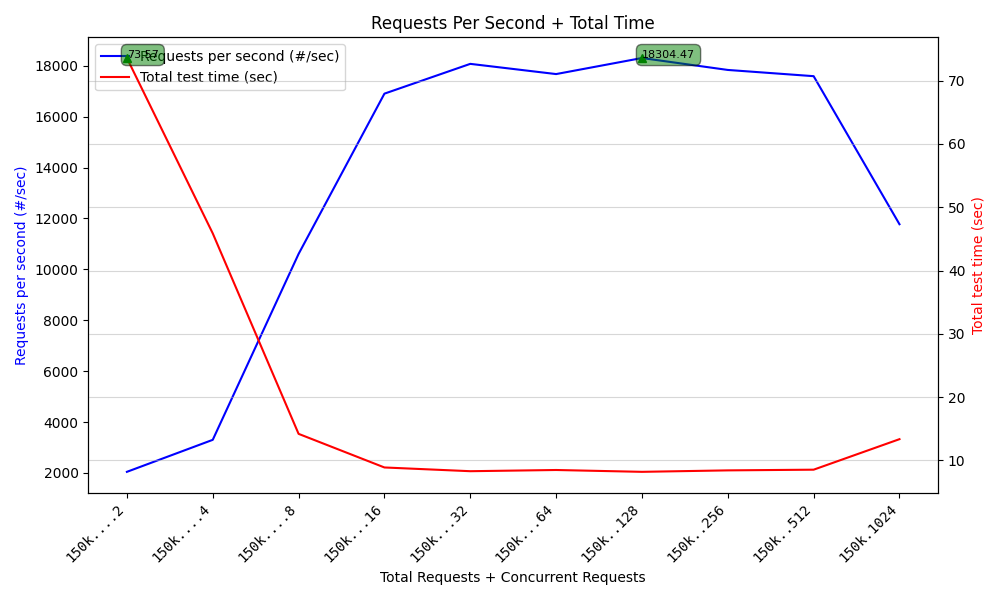 Requests Per Second + Total Time
73.57
18304.47
Requests per second (#/sec)
Total test time (sec)
18000
16000
14000
12000
10000
8000
6000
4000
2000
Requests per second (#/sec)
70
60
50
40
30
20
10
Total test time (sec)
150k....2
150k....4
150k....8
150k...16
150k...32
150k...64
150k..128
150k..256
150k..512
150k.1024
Total Requests + Concurrent Requests